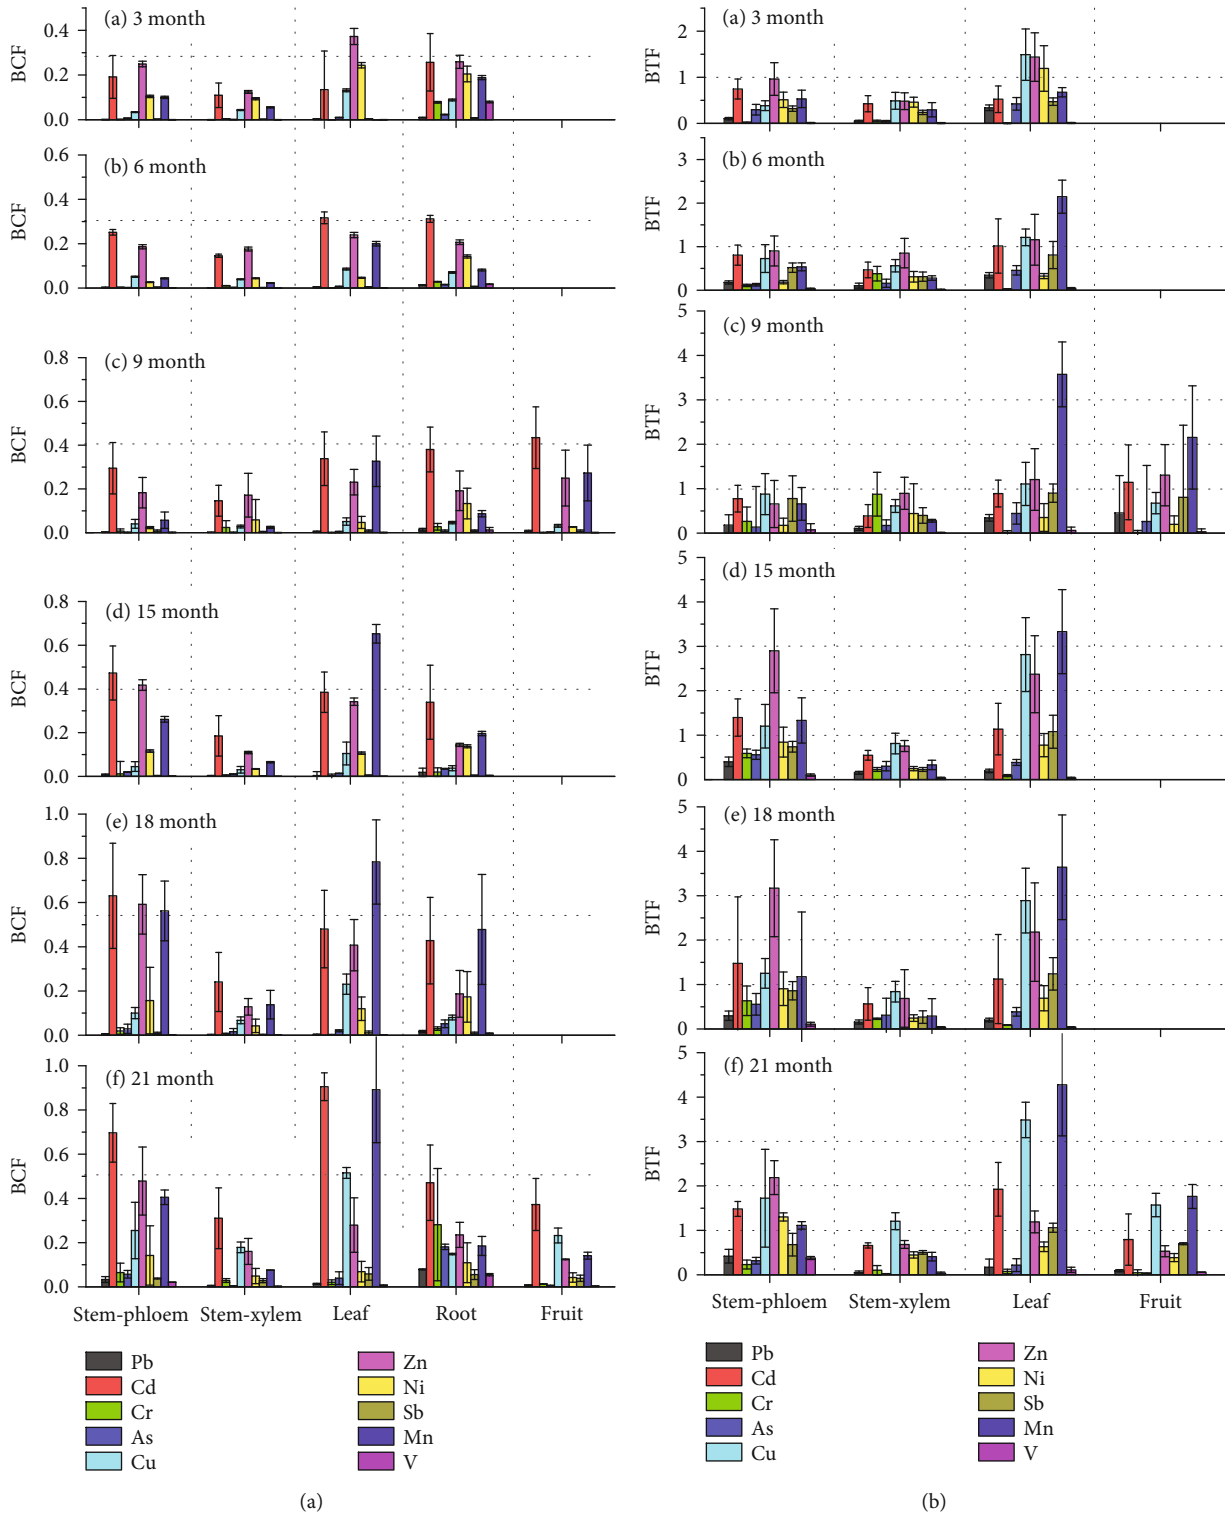 (a) 3 month
BCF
0.4
0.2
0.0
(b) 6 month
BCF
0.6
0.4
0.2
0.0
(c) 9 month
BCF
0.8
0.6
0.4
0.2
0.0
(d) 15 month
BCF
0.8
0.6
0.4
0.2
0.0
(e) 18 month
BCF
1.0
0.8
0.6
0.4
0.2
0.0
(f) 21 month
BCF
1.0
0.8
0.6
0.4
0.2
0.0
Stem-phloem Stem-xylem Leaf Root Fruit
Pb
Cd
Cr
As
Cu
Zn
Ni
Sb
Mn
V
(a)
(a) 3 month
BTF
2
1
0
(b) 6 month
BTF
3
2
1
0
(c) 9 month
BTF
5
4
3
2
1
0
(d) 15 month
BTF
5
4
3
2
1
0
(e) 18 month
BTF
5
4
3
2
1
0
(f) 21 month
BTF
5
4
3
2
1
0
Stem-phloem Stem-xylem Leaf Fruit
Pb
Cd
Cr
As
Cu
Zn
Ni
Sb
Mn
V
(b)